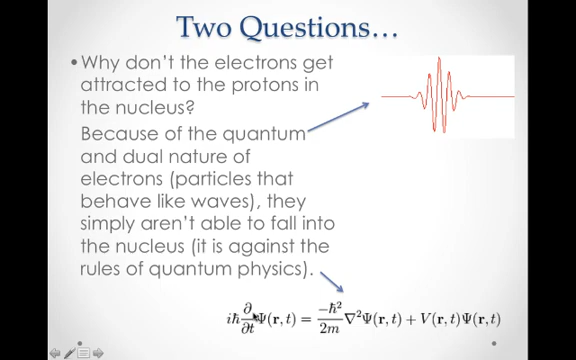 Two Questions…
•Why don't the electrons get
attracted to the protons in
the nucleus?
Because of the quantum
and dual nature of
electrons (particles that
behave like waves), they
simply aren't able to fall into
the nucleus (it is against the
rules of quantum physics).
iħ ∂/∂t Ψ(r, t) = −ħ²/2m ∇²Ψ(r, t) + V(r, t)Ψ(r, t)